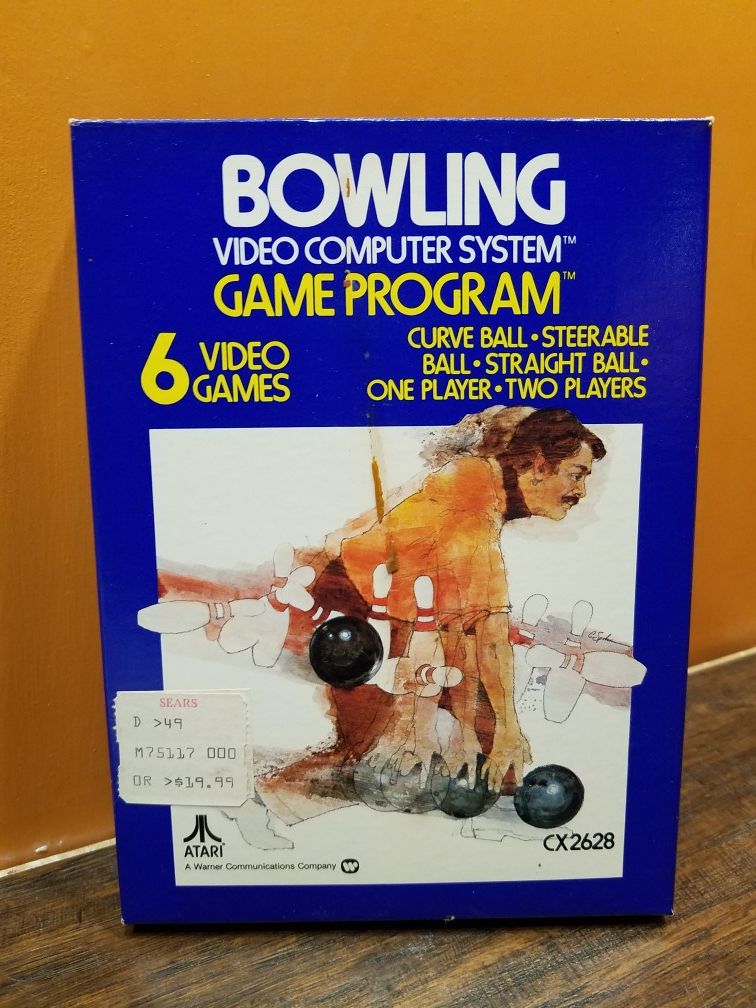 BOWLING
VIDEO COMPUTER SYSTEM™
GAME PROGRAM™
6 VIDEO GAMES
CURVE BALL • STEERABLE
BALL • STRAIGHT BALL •
ONE PLAYER • TWO PLAYERS
SEARS
D >49
M75117 000
OR >$19.99
ATARI
A Warner Communications Company
CX2628